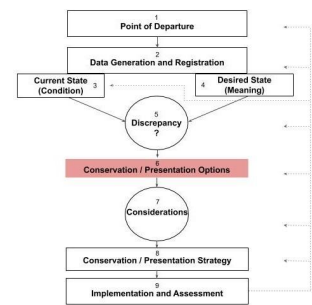 1
Point of Departure
2
Data Generation and Registration
Current State
(Condition)
3
4
Desired State
(Meaning)
5
Discrepancy
?
6
Conservation / Presentation Options
7
Considerations
8
Conservation / Presentation Strategy
9
Implementation and Assessment